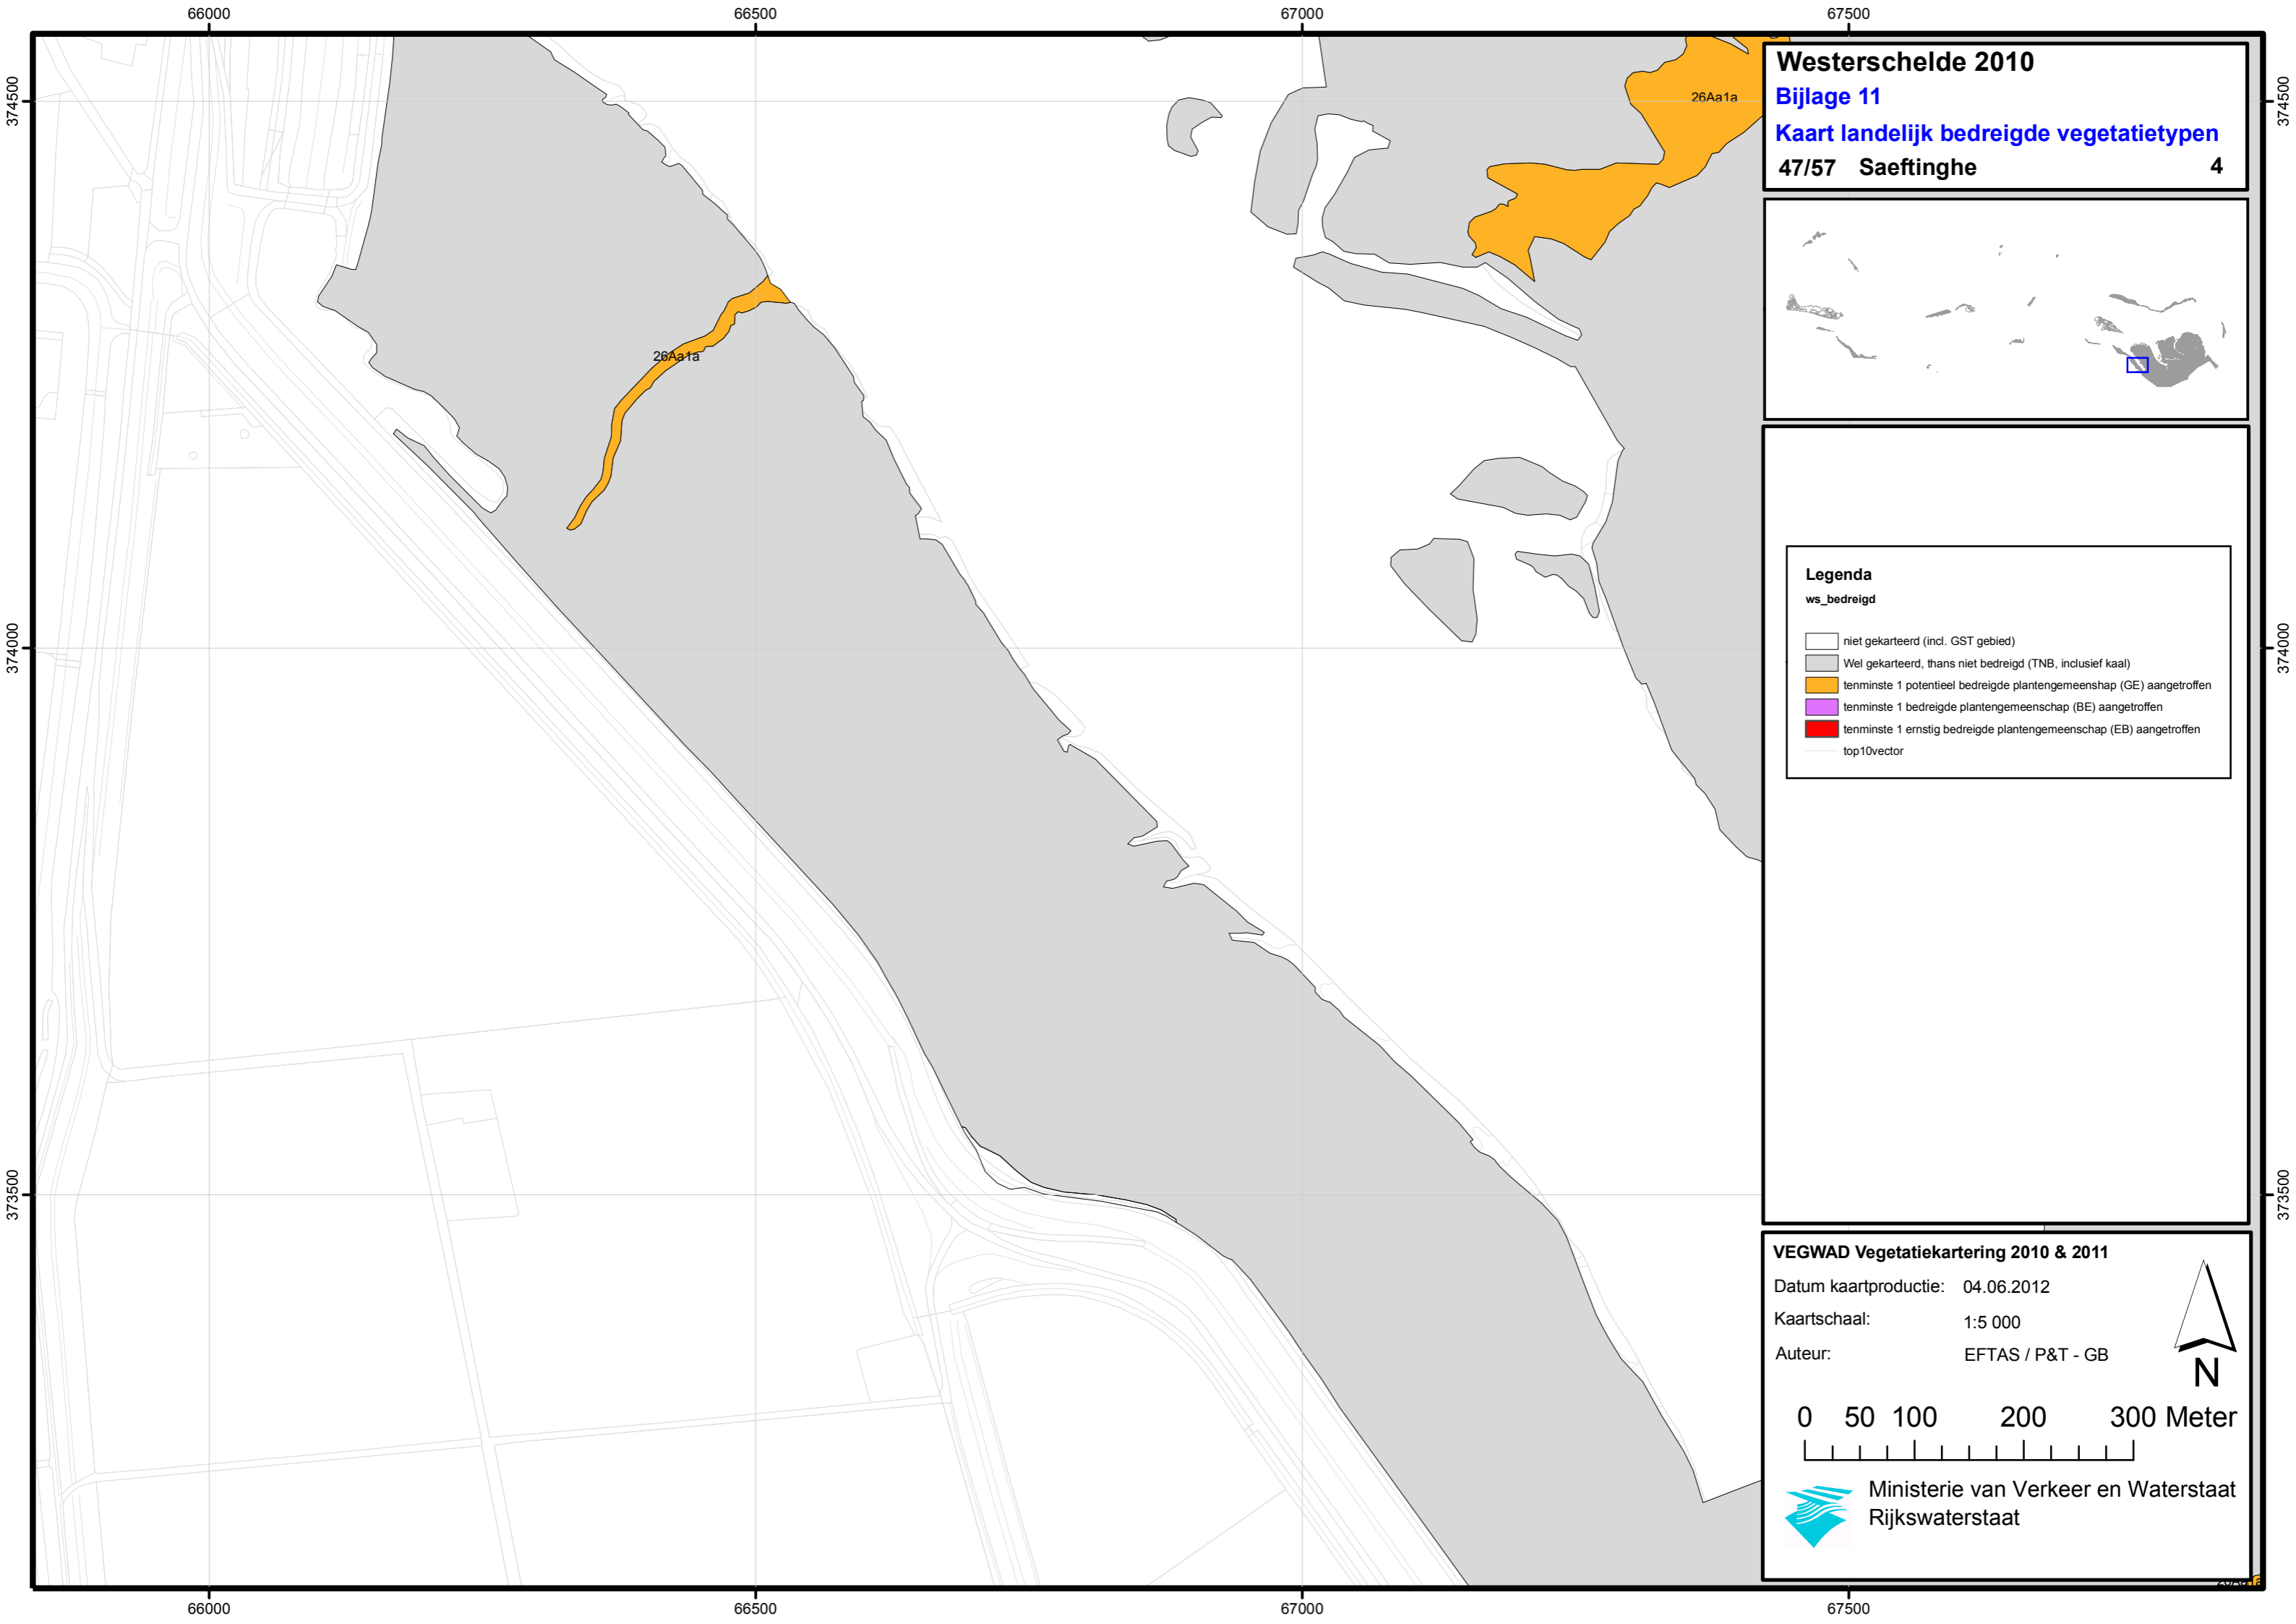 66000 66500 67000 67500
374500 374500
374000 374000
373500 373500
26Aa1a
26Aa1a
Westerschelde 2010
Bijlage 11
Kaart landelijk bedreigde vegetatietypen
47/57 Saeftinghe 4
Legenda
ws_bedreigd
niet gekarteerd (incl. GST gebied)
Wel gekarteerd, thans niet bedreigd (TNB, inclusief kaal)
tenminste 1 potentieel bedreigde plantengemeenshap (GE) aangetroffen
tenminste 1 bedreigde plantengemeenschap (BE) aangetroffen
tenminste 1 ernstig bedreigde plantengemeenschap (EB) aangetroffen
top10vector
VEGWAD Vegetatiekartering 2010 & 2011
Datum kaartproductie: 04.06.2012
Kaartschaal: 1:5 000
Auteur: EFTAS / P&T - GB
N
0 50 100 200 300 Meter
Ministerie van Verkeer en Waterstaat
Rijkswaterstaat
66000 66500 67000 67500